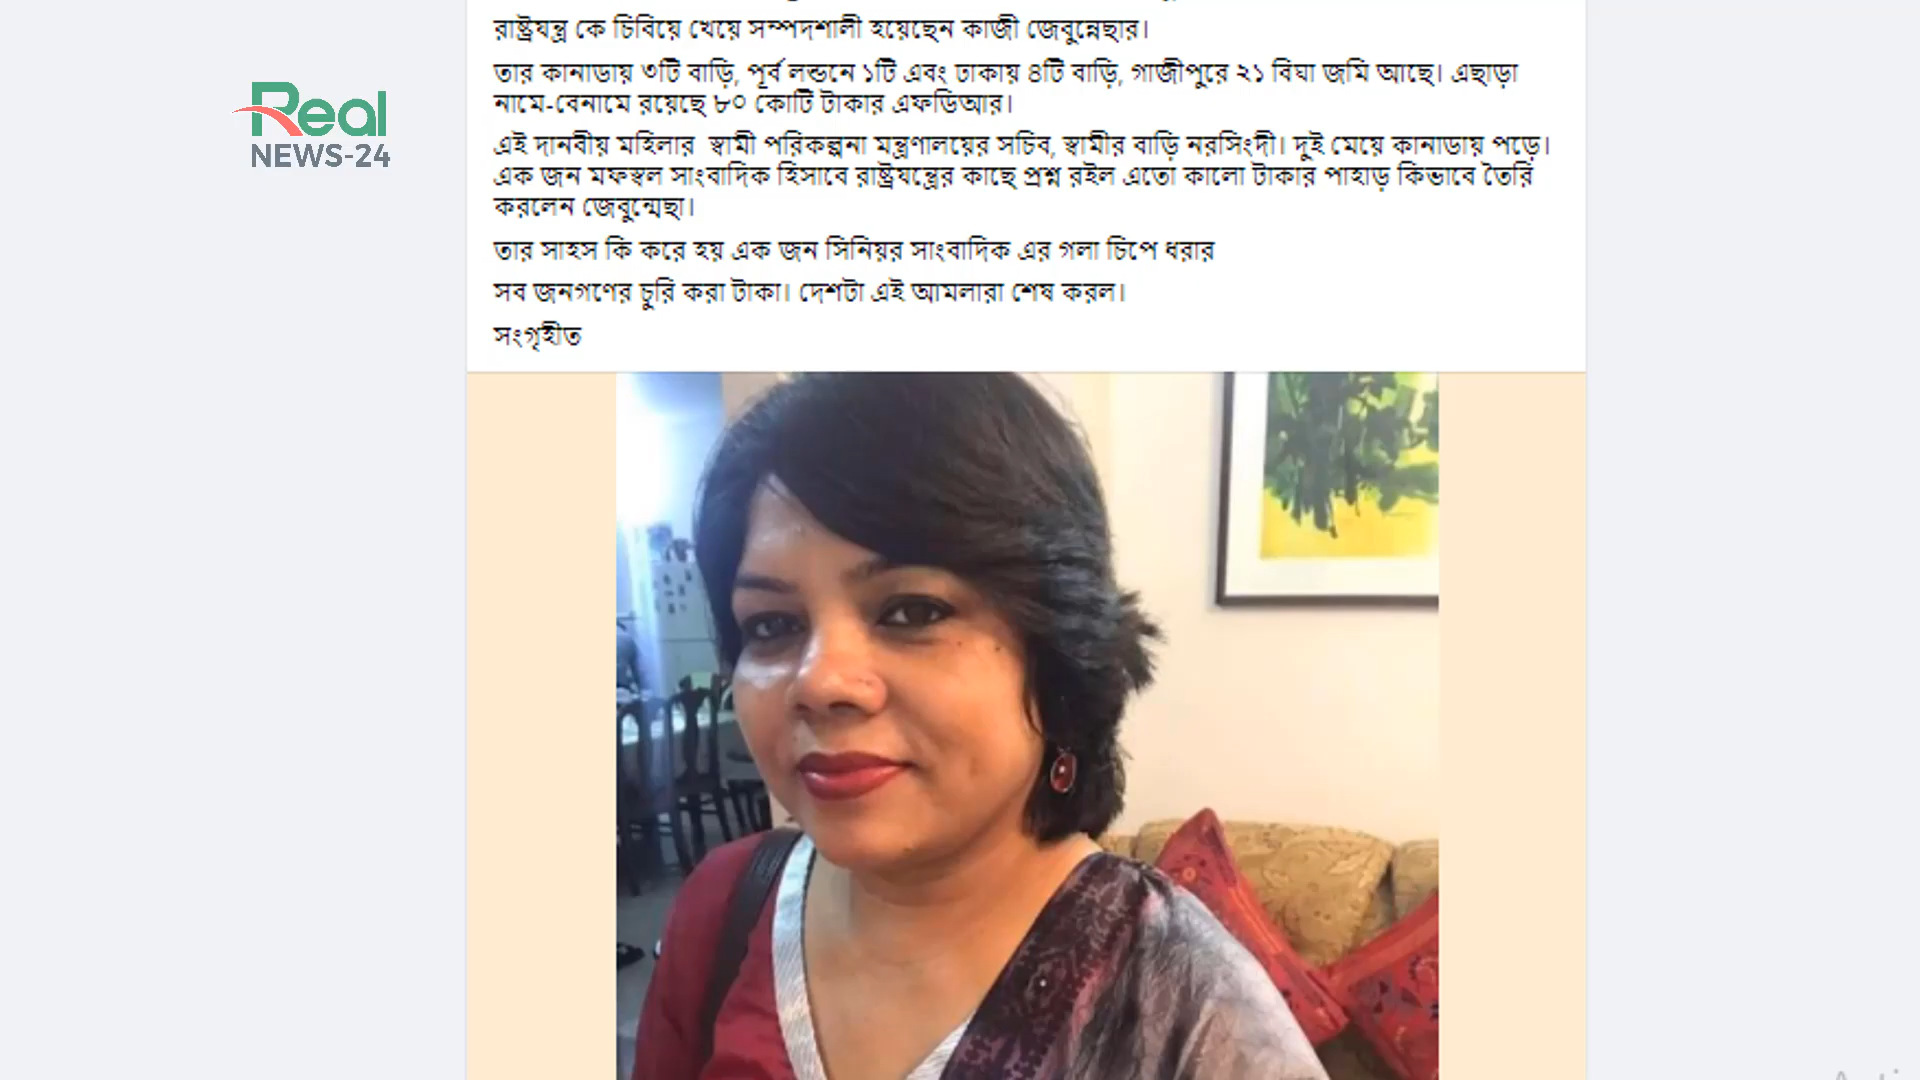 রাষ্ট্রযন্ত্র কে চিবিয়ে খেয়ে সম্পদশালী হয়েছেন কাজী জেবুন্নেছার।
তার কানাডায় ৩টি বাড়ি, পূর্ব লন্ডনে ১টি এবং ঢাকায় ৪টি বাড়ি, গাজীপুরে ২১ বিঘা জমি আছে। এছাড়া
নামে-বেনামে রয়েছে ৮০ কোটি টাকার এফডিআর।
এই দানবীয় মহিলার স্বামী পরিকল্পনা মন্ত্রণালয়ের সচিব, স্বামীর বাড়ি নরসিংদী। দুই মেয়ে কানাডায় পড়ে।
এক জন মফস্বল সাংবাদিক হিসাবে রাষ্ট্রযন্ত্রের কাছে প্রশ্ন রইল এতো কালো টাকার পাহাড় কিভাবে তৈরি
করলেন জেবুন্মেছা।
তার সাহস কি করে হয় এক জন সিনিয়র সাংবাদিক এর গলা চিপে ধরার
সব জনগণের চুরি করা টাকা। দেশটা এই আমলারা শেষ করল।
সংগৃহীত
Real
NEWS-24